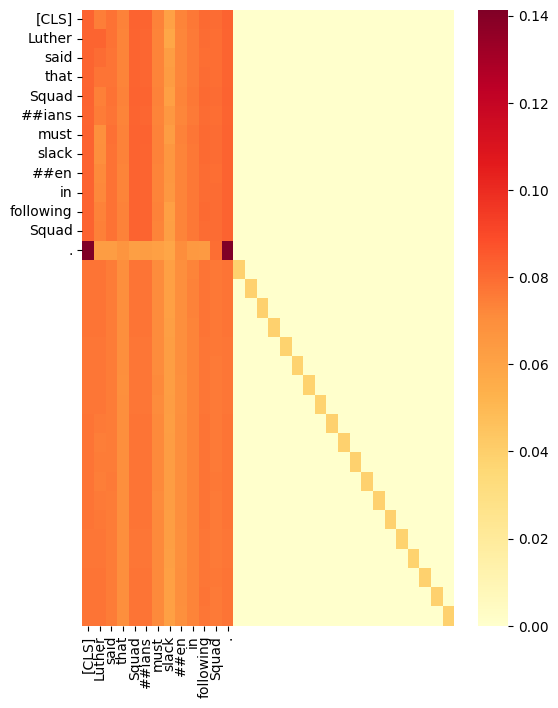 [CLS]
Luther
said
that
Squad
##ians
must
slack
##en
in
following
Squad
.
0.14
0.12
0.10
0.08
0.06
0.04
0.02
0.00
[CLS]
Luther
said
that
Squad
##ians
must
slack
##en
in
following
Squad
.